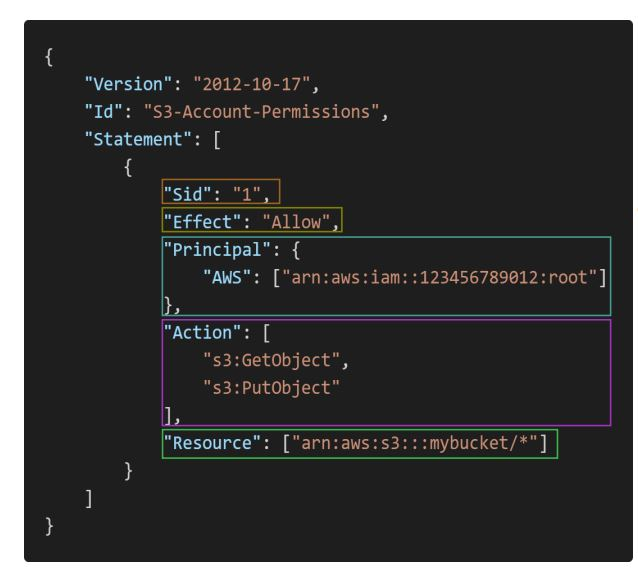 {
    "Version": "2012-10-17",
    "Id": "S3-Account-Permissions",
    "Statement": [
        {
            "Sid": "1",
            "Effect": "Allow",
            "Principal": {
                "AWS": ["arn:aws:iam::123456789012:root"]
            },
            "Action": [
                "s3:GetObject",
                "s3:PutObject"
            ],
            "Resource": ["arn:aws:s3:::mybucket/*"]
        }
    ]
}